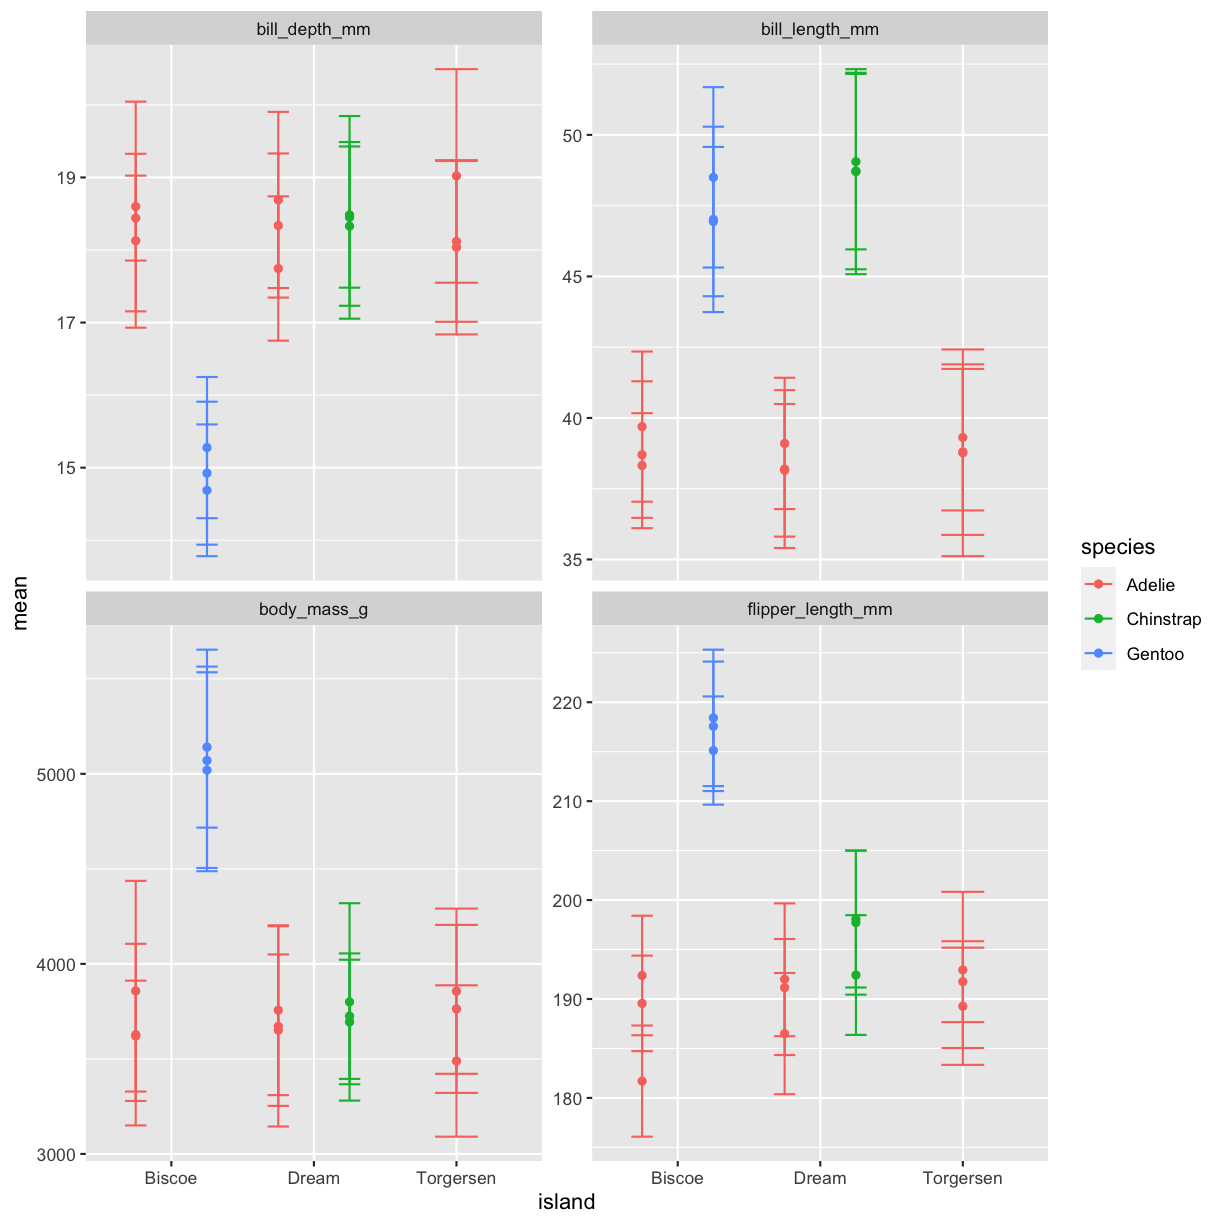 bill_depth_mm
bill_length_mm
19
17
15
50
45
40
35
body_mass_g
flipper_length_mm
5000
4000
3000
220
210
200
190
180
Biscoe
Dream
Torgersen
Biscoe
Dream
Torgersen
island
mean
species
Adelie
Chinstrap
Gentoo